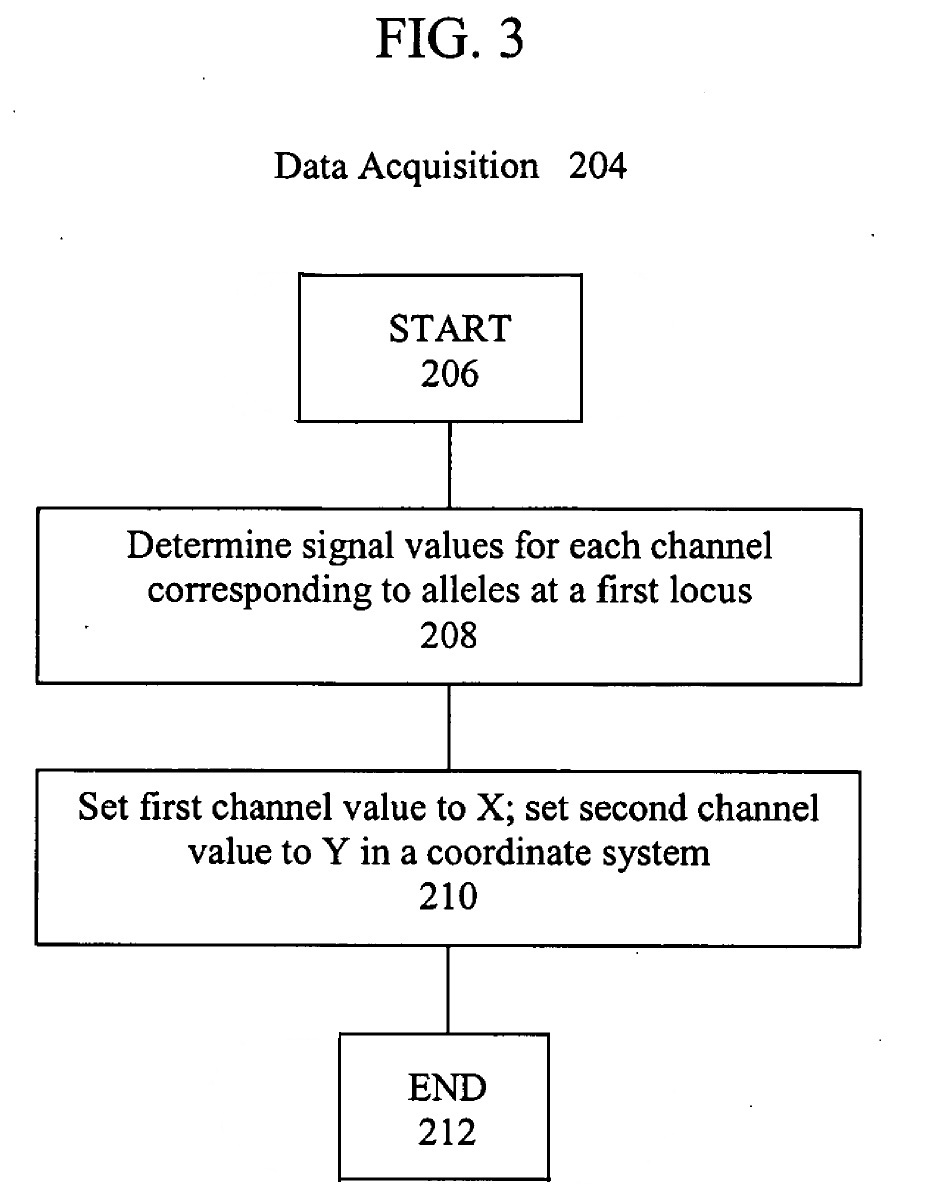 FIG. 3
Data Acquisition 204
START
206
Determine signal values for each channel
corresponding to alleles at a first locus
208
Set first channel value to X; set second channel
value to Y in a coordinate system
210
END
212